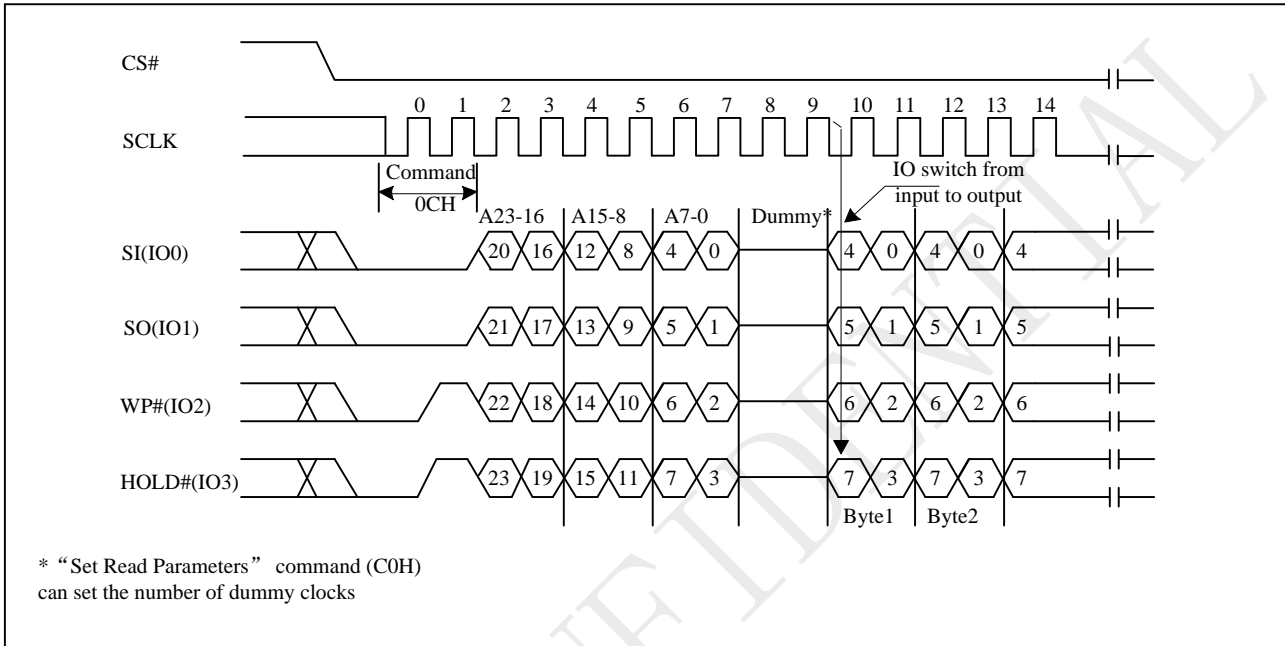 CS#
0 1 2 3 4 5 6 7 8 9 10 11 12 13 14
SCLK
Command
0CH
IO switch from
input to output
A23-16 A15-8 A7-0 Dummy*
SI(IO0) 20 16 12 8 4 0 4 0 4 0 4
SO(IO1) 21 17 13 9 5 1 5 1 5 1 5
WP#(IO2) 22 18 14 10 6 2 6 2 6 2 6
HOLD#(IO3) 23 19 15 11 7 3 7 3 7 3 7
Byte1 Byte2
* “Set Read Parameters” command (C0H)
can set the number of dummy clocks
FIDENTIAL